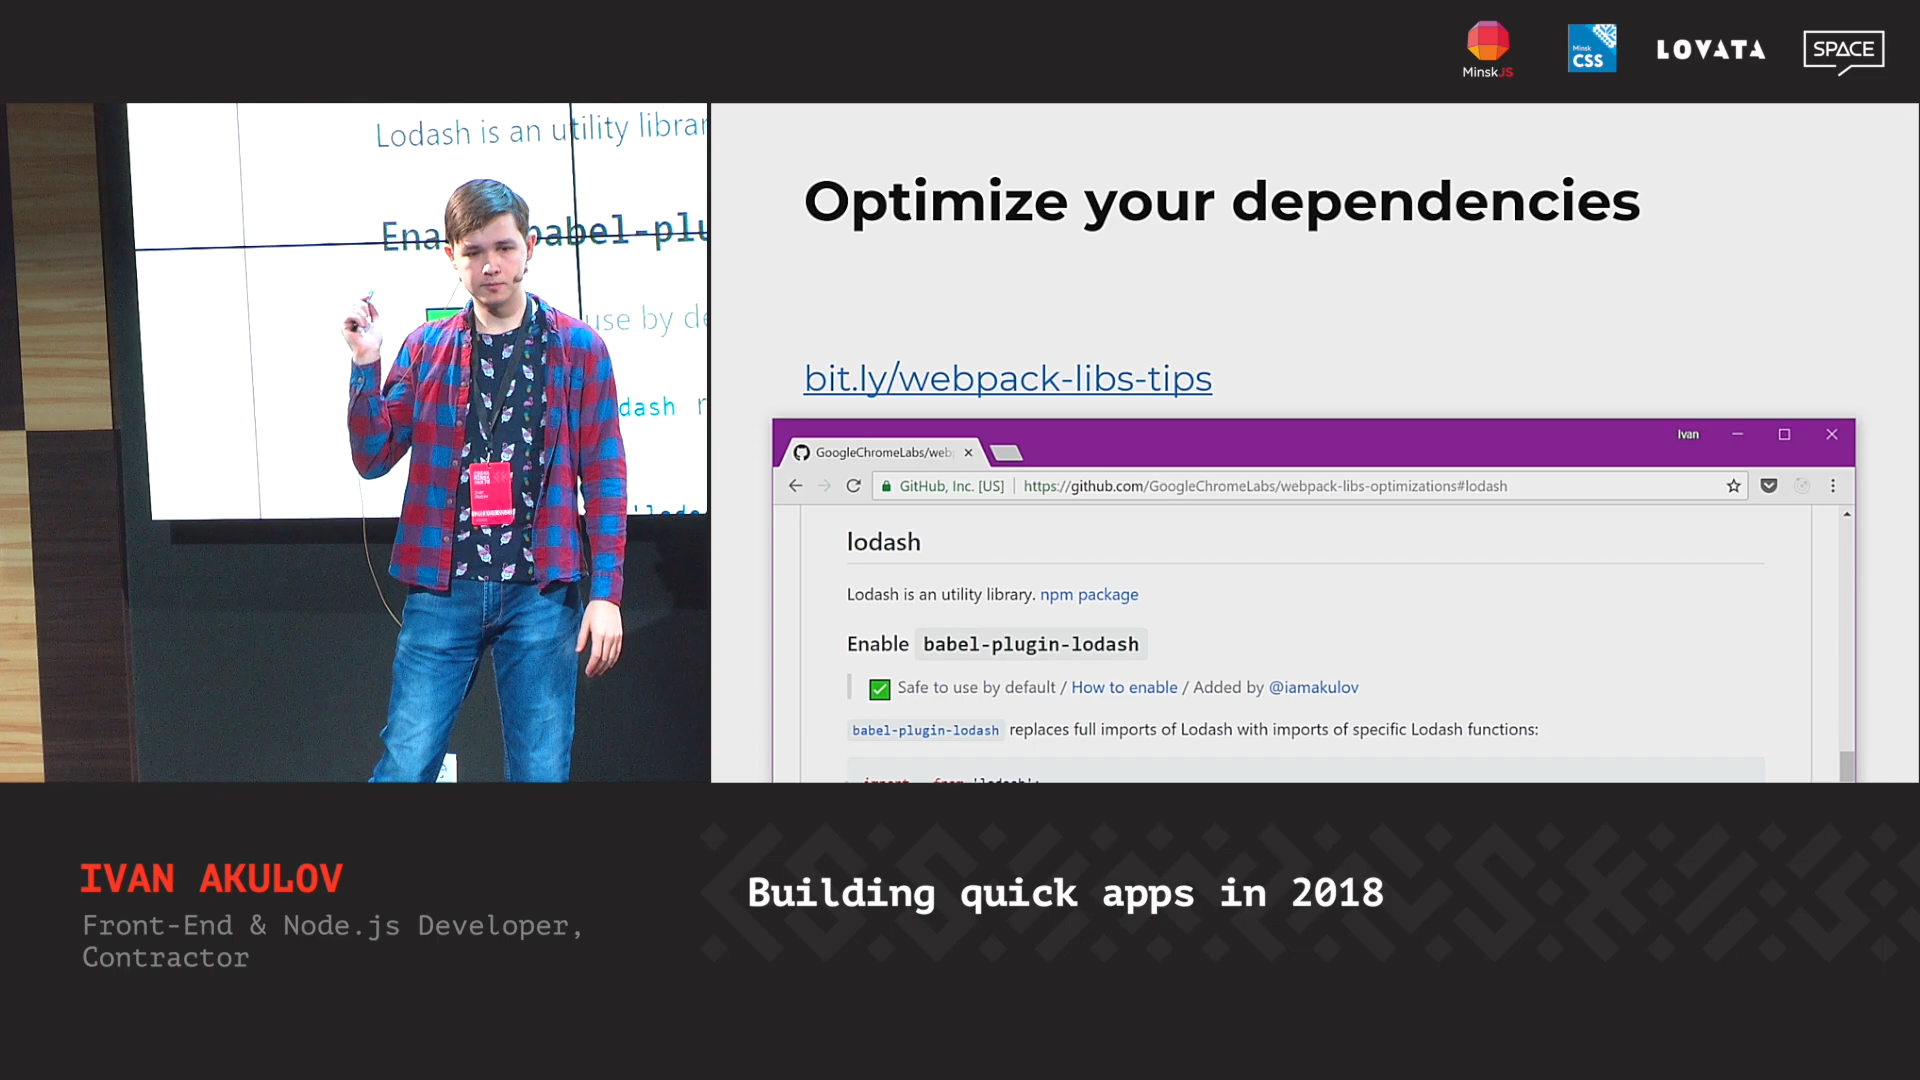 MinskJS
Minsk
CSS
LOVATA
SPACE
Lodash is an utility librar
Ena babel-plu
use by de
dash r
Optimize your dependencies
bit.ly/webpack-libs-tips
Ivan
GoogleChromeLabs/web
GitHub, Inc. [US] https://github.com/GoogleChromeLabs/webpack-libs-optimizations#lodash
lodash
Lodash is an utility library. npm package
Enable babel-plugin-lodash
Safe to use by default / How to enable / Added by @iamakulov
babel-plugin-lodash replaces full imports of Lodash with imports of specific Lodash functions:
IVAN AKULOV
Front-End & Node.js Developer,
Contractor
Building quick apps in 2018